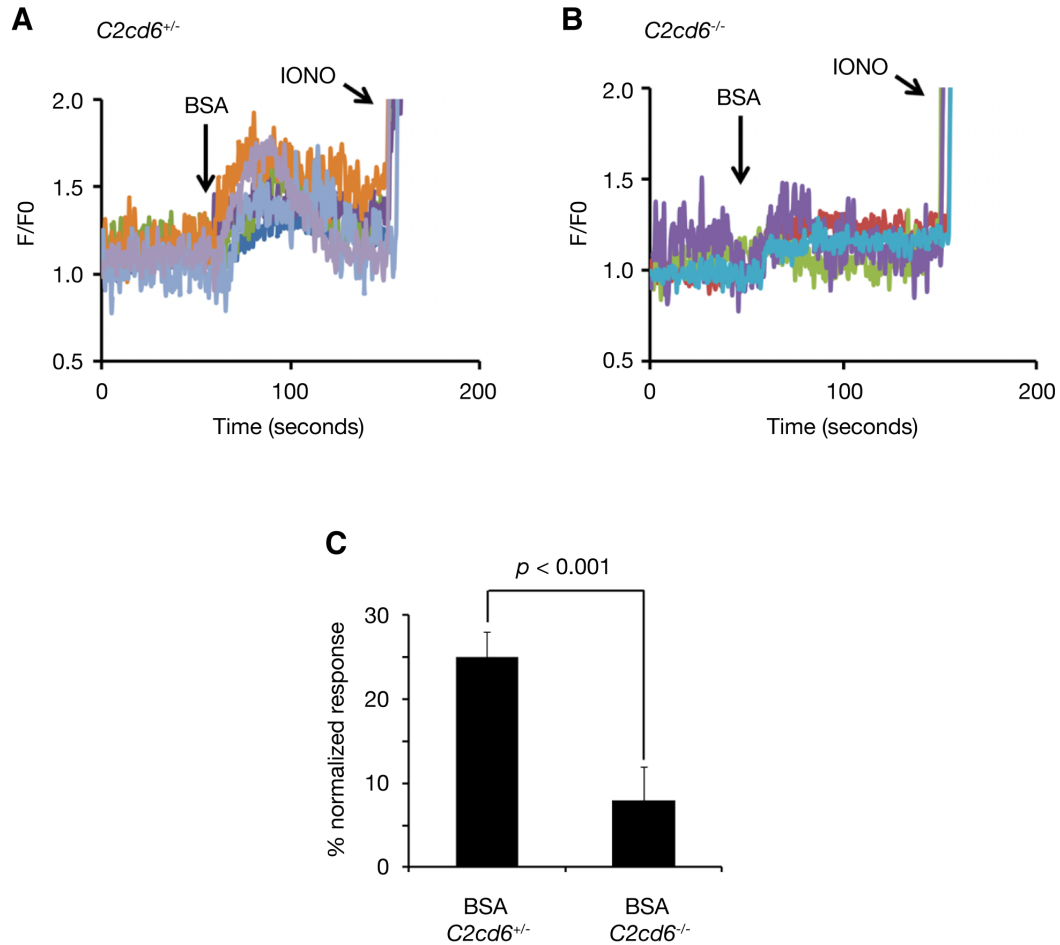 A
C2cd6+/-
IONO
BSA
2.0
1.5
1.0
0.5
F/F0
0
100
200
Time (seconds)
B
C2cd6-/-
IONO
BSA
2.0
1.5
1.0
0.5
F/F0
0
100
200
Time (seconds)
C
p < 0.001
30
20
10
0
% normalized response
BSA
C2cd6+/-
BSA
C2cd6-/-